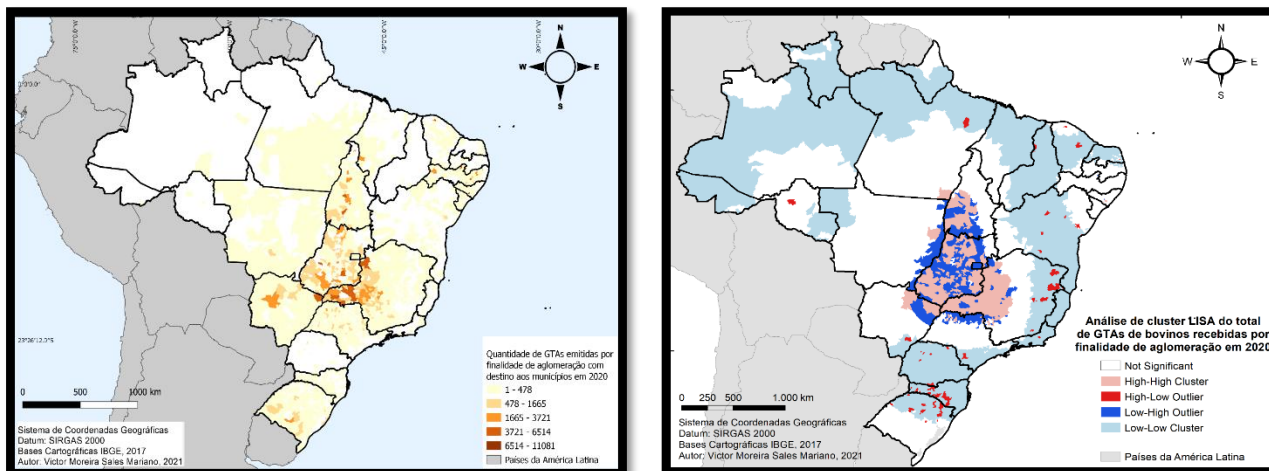 N
W
E
S
Quantidade de GTAs emitidas por
finalidade de aglomeração com
destino aos municípios em 2020
1 - 478
478 - 1665
1665 - 3721
3721 - 6514
6514 - 11081
Países da América Latina
0 500 1000 km
Sistema de Coordenadas Geográficas
Datum: SIRGAS 2000
Bases Cartográficas IBGE, 2017
Autor: Victor Moreira Sales Mariano, 2021
N
W
E
S
Análise de cluster LISA do total
de GTAs de bovinos recebidas por
finalidade de aglomeração em 2020
Not Significant
High-High Cluster
High-Low Outlier
Low-High Outlier
Low-Low Cluster
Países da América Latina
0 250 500 1.000 km
Sistema de Coordenadas Geográficas
Datum: SIRGAS 2000
Bases Cartográficas IBGE, 2017
Autor: Victor Moreira Sales Mariano, 2021